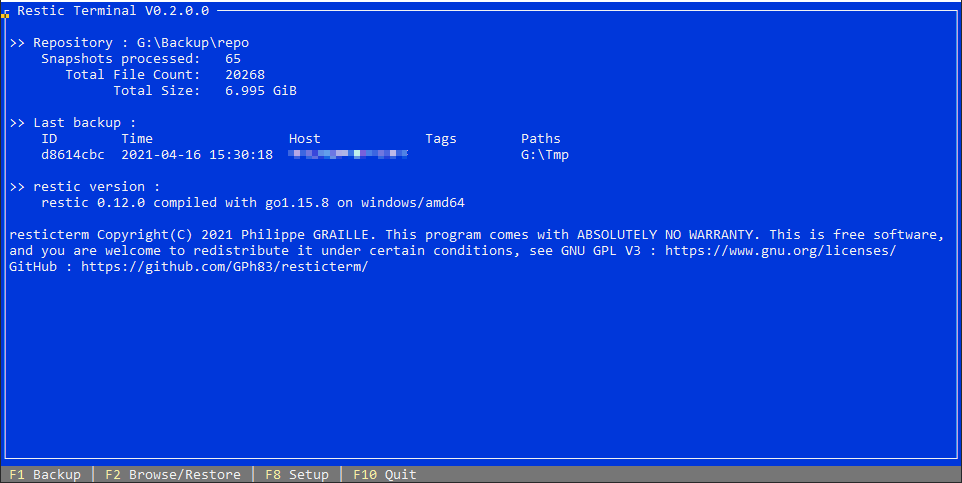 Restic Terminal V0.2.0.0
>> Repository : G:\Backup\repo
Snapshots processed: 65
Total File Count: 20268
Total Size: 6.995 GiB
>> Last backup :
ID Time Host Tags Paths
d8614cbc 2021-04-16 15:30:18 G:\Tmp
>> restic version :
restic 0.12.0 compiled with go1.15.8 on windows/amd64
resticterm Copyright(C) 2021 Philippe GRAILLE. This program comes with ABSOLUTELY NO WARRANTY. This is free software,
and you are welcome to redistribute it under certain conditions, see GNU GPL V3 : https://www.gnu.org/licenses/
GitHub : https://github.com/GPh83/resticterm/
F1 Backup │ F2 Browse/Restore │ F8 Setup │ F10 Quit